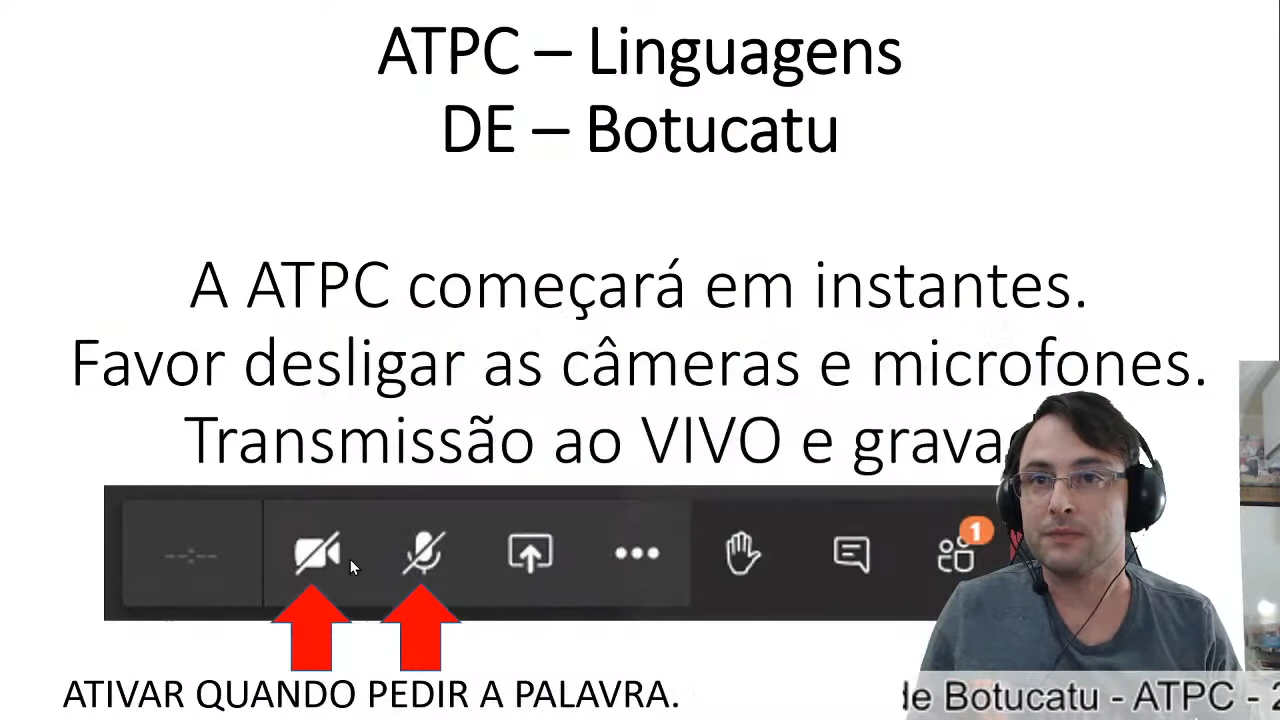 ATPC – Linguagens
DE – Botucatu
A ATPC começará em instantes.
Favor desligar as câmeras e microfones.
Transmissão ao VIVO e grava
1
ATIVAR QUANDO PEDIR A PALAVRA.
de Botucatu - ATPC - 2